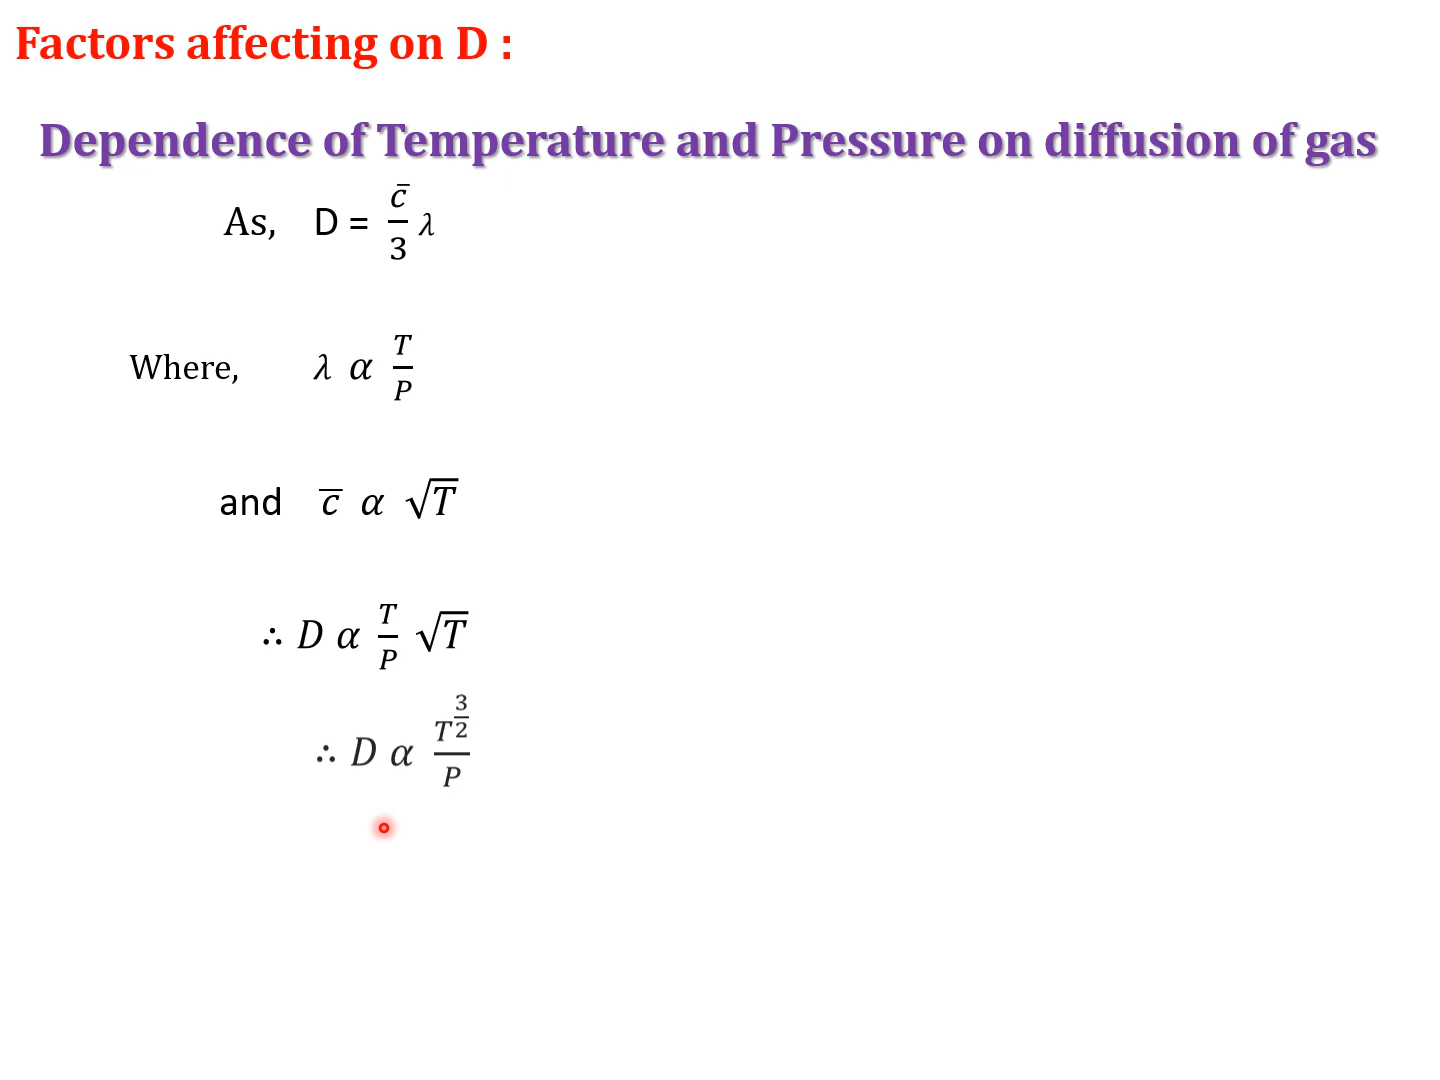 Factors affecting on D :
Dependence of Temperature and Pressure on diffusion of gas
As, D = c̄/3 λ
Where, λ α T/P
and c̄ α √T
∴ D α T/P √T
∴ D α T^(3/2)/P